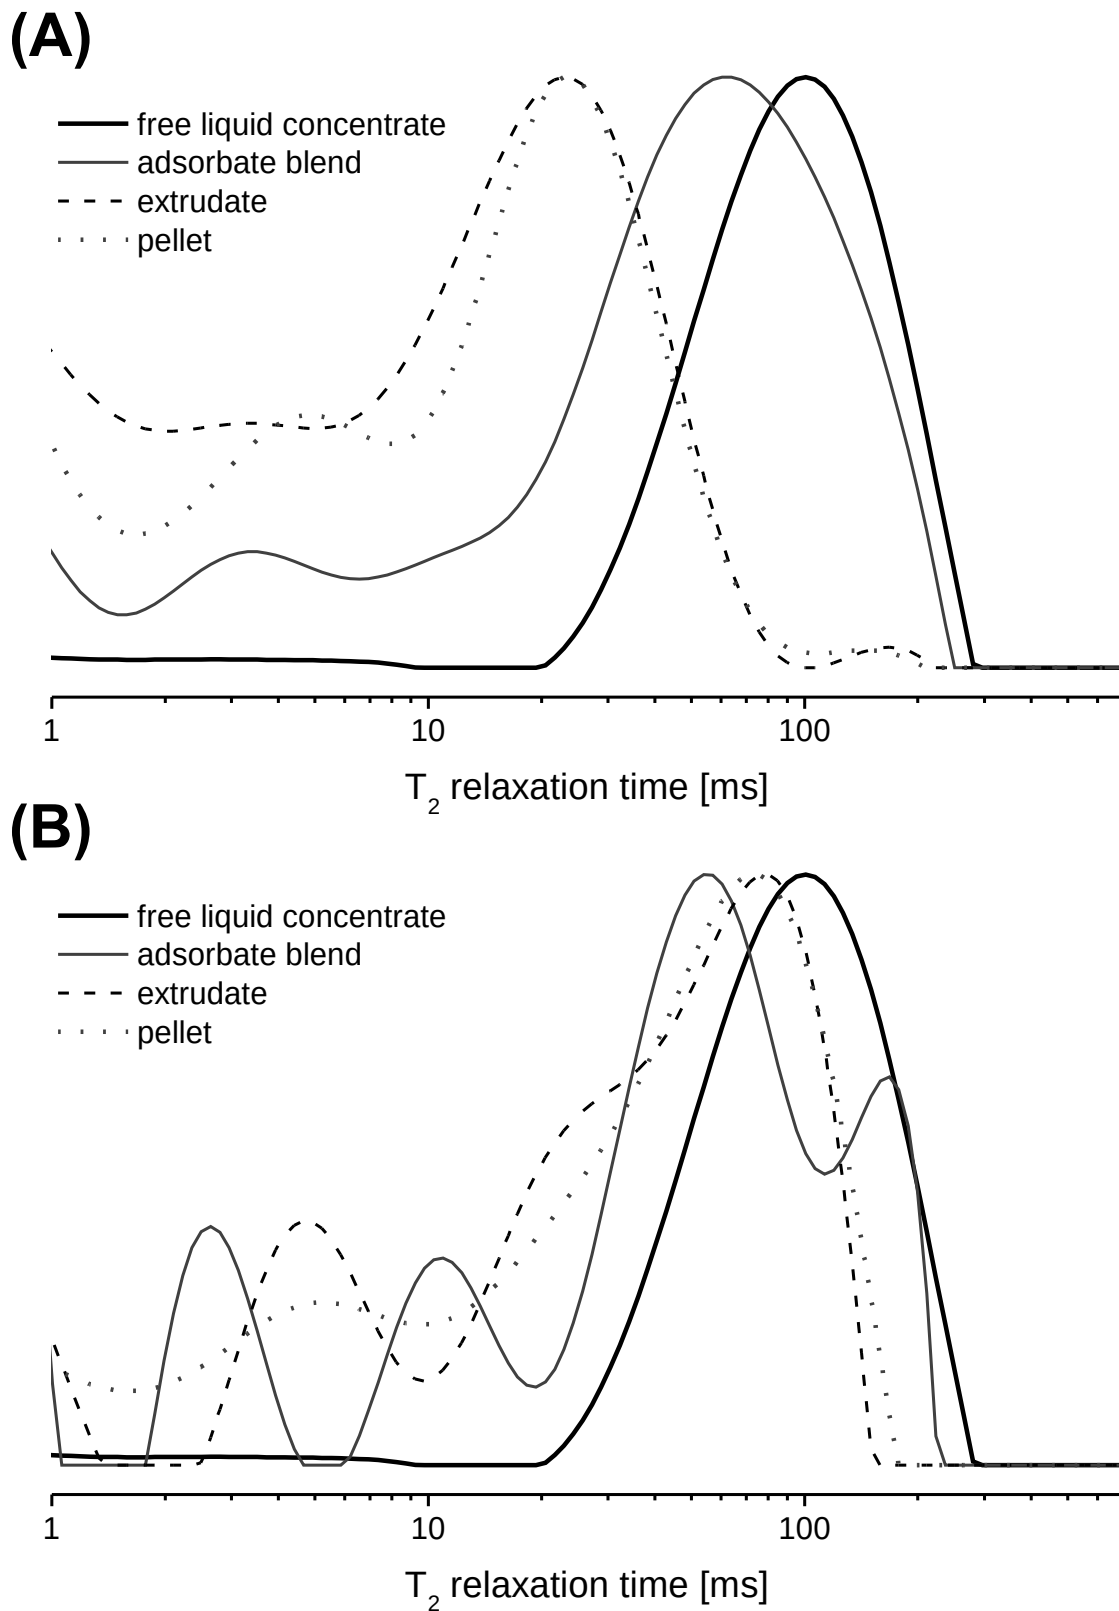 (A)
free liquid concentrate
adsorbate blend
extrudate
pellet
1 10 100
T2 relaxation time [ms]
(B)
free liquid concentrate
adsorbate blend
extrudate
pellet
1 10 100
T2 relaxation time [ms]